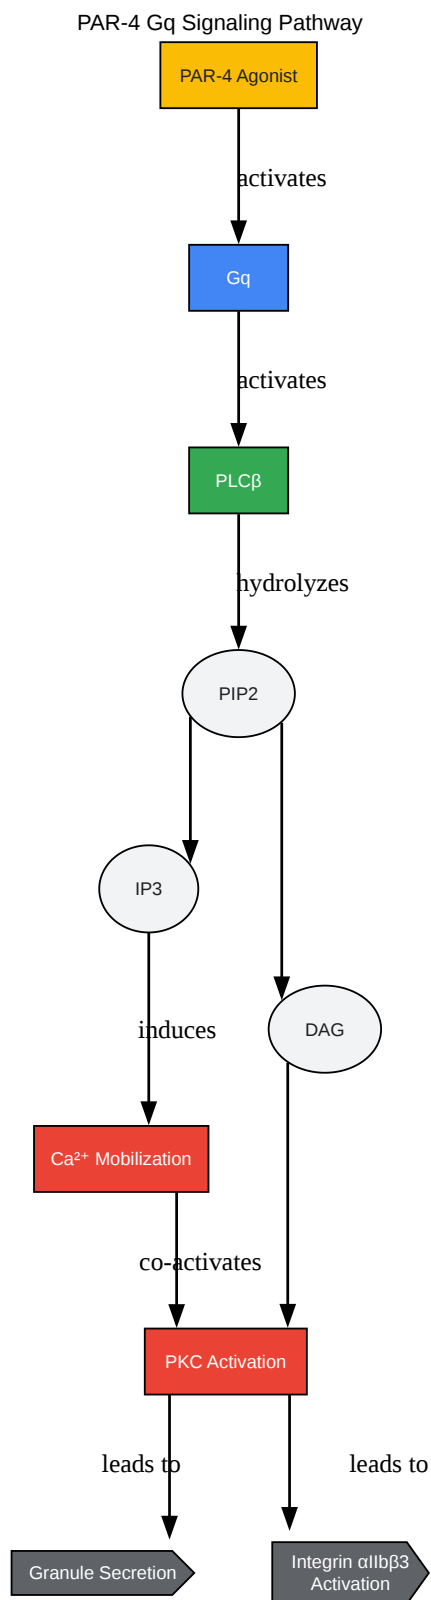 PAR-4 Gq Signaling Pathway
PAR-4 Agonist
activates
Gq
activates
PLCβ
hydrolyzes
PIP2
IP3
induces
DAG
Ca²⁺ Mobilization
co-activates
PKC Activation
leads to
leads to
Granule Secretion
Integrin αIIbβ3
Activation